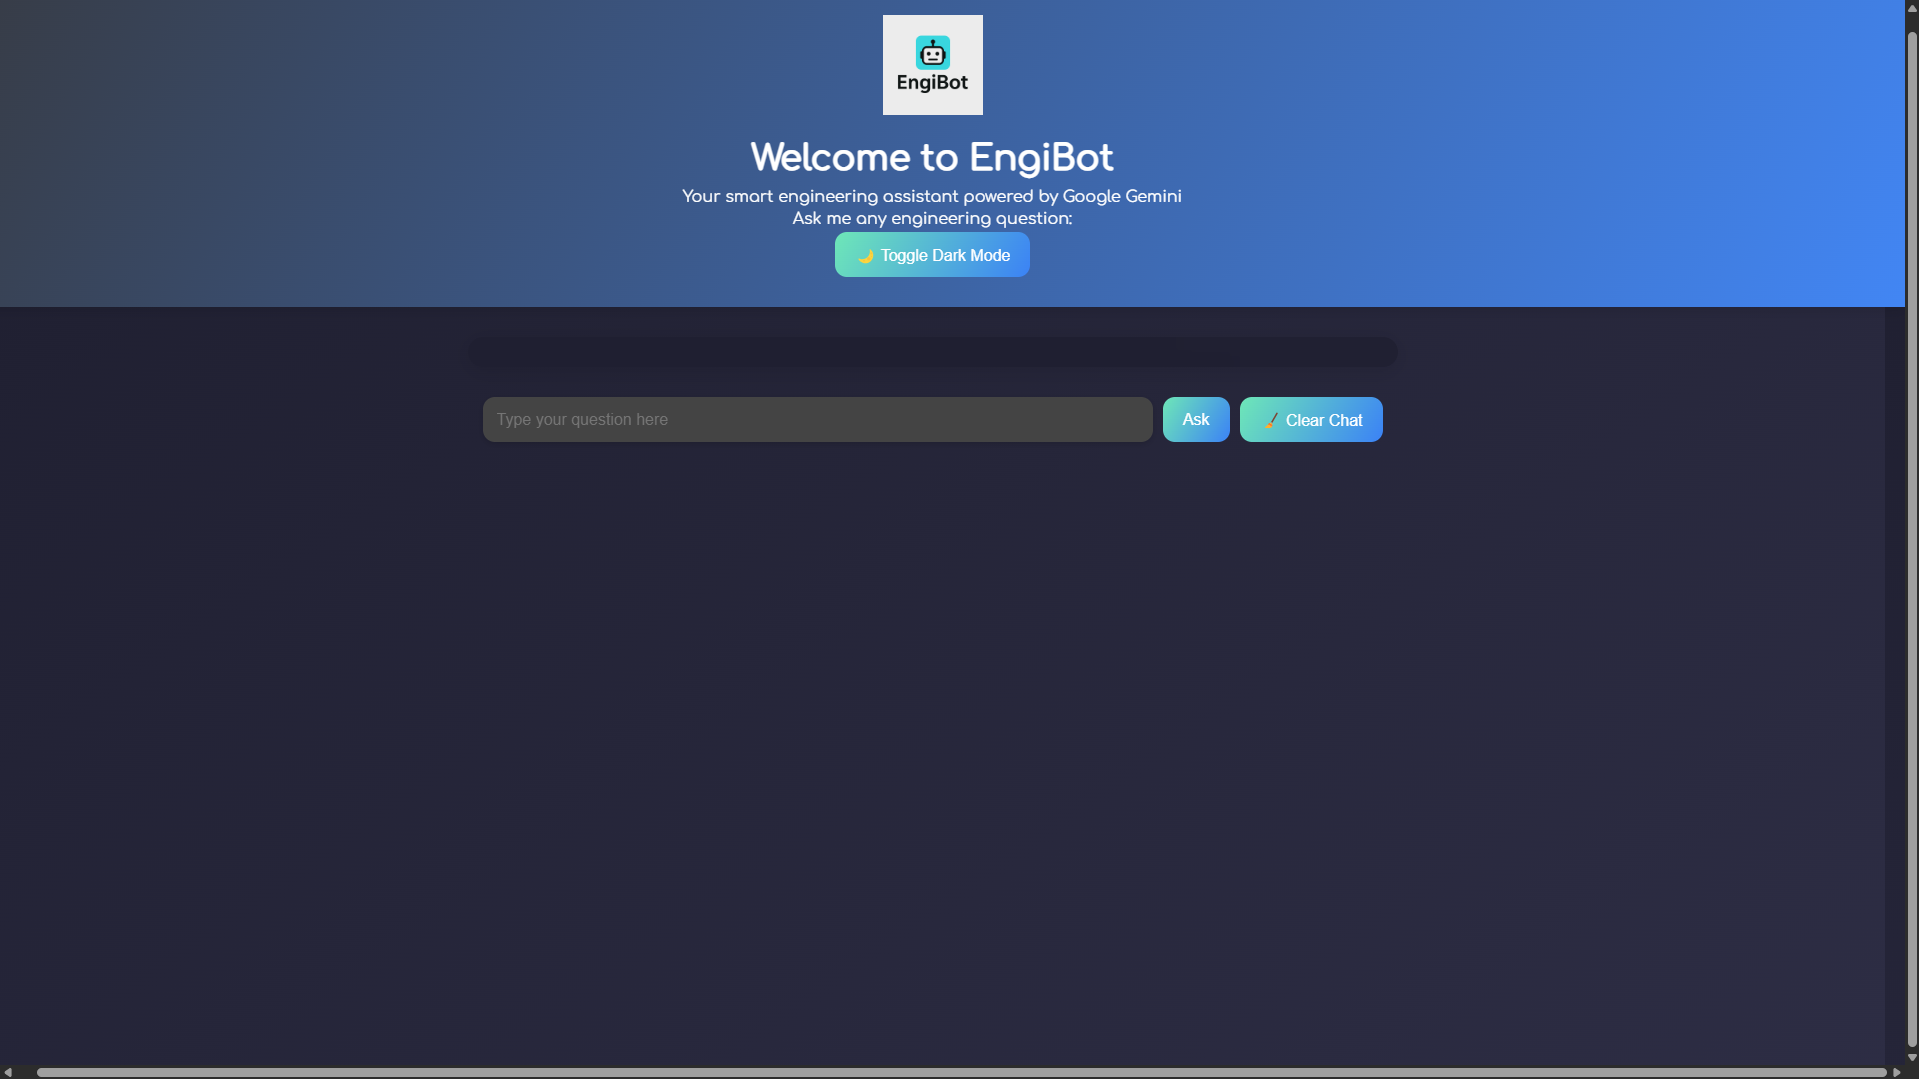 EngiBot
Welcome to EngiBot
Your smart engineering assistant powered by Google Gemini
Ask me any engineering question:
🌙 Toggle Dark Mode
Type your question here
Ask
🧹 Clear Chat